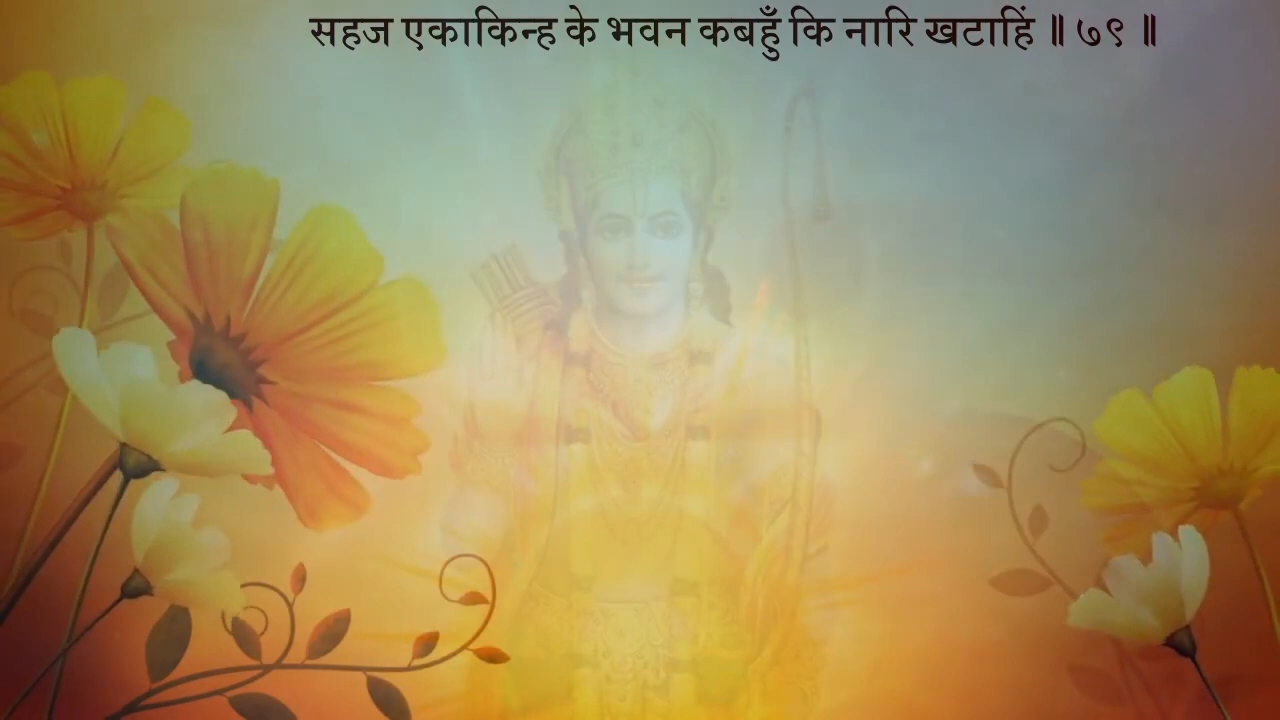 सहज एकाकिन्ह के भवन कबहुँ कि नारि खटाहिं ॥ ७९ ॥